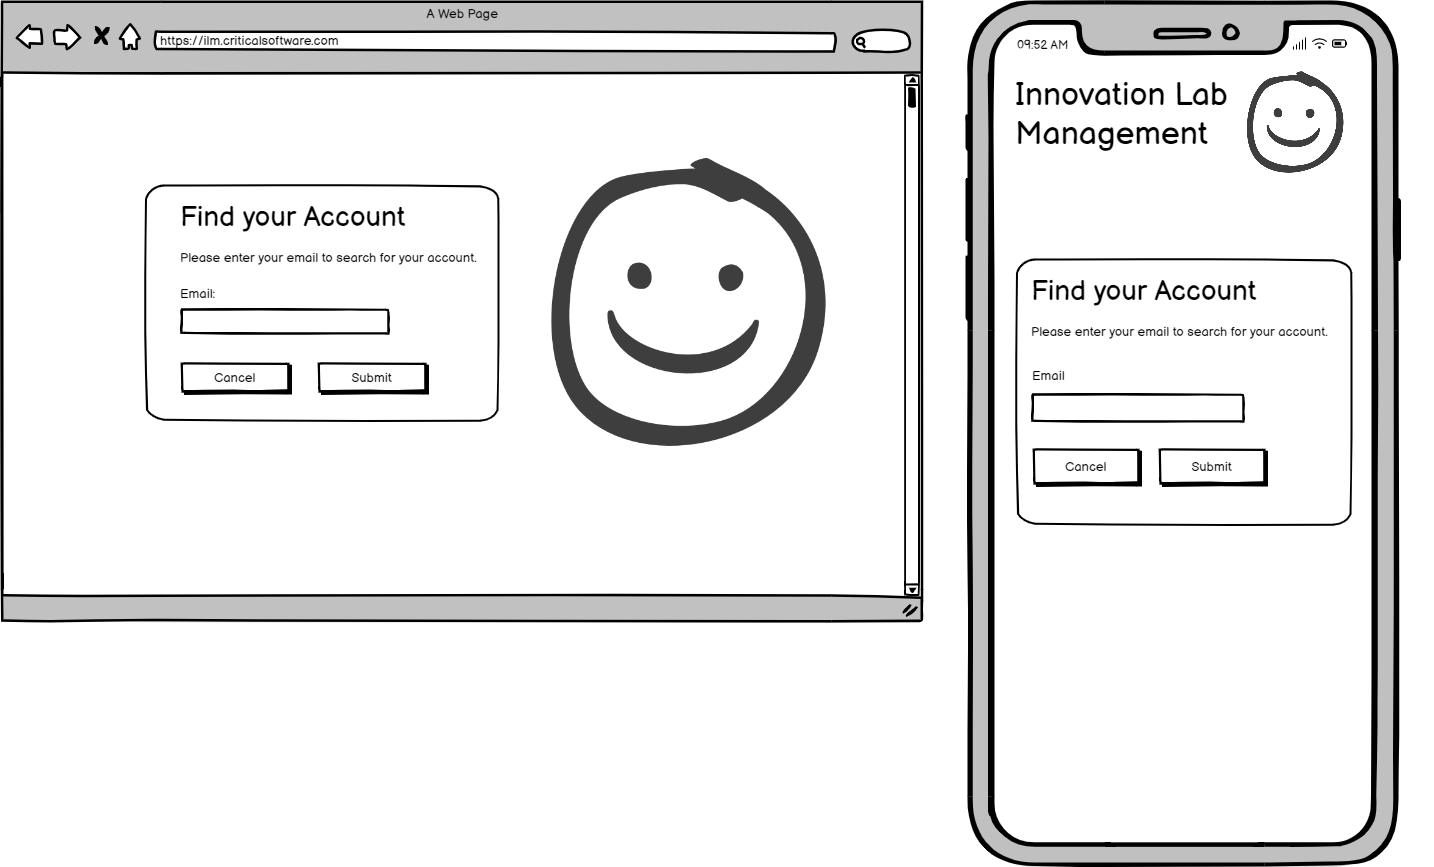 A Web Page
https://ilm.criticalsoftware.com
Find your Account
Please enter your email to search for your account.
Email:
Cancel
Submit
09:52 AM
Innovation Lab
Management
Find your Account
Please enter your email to search for your account.
Email
Cancel
Submit